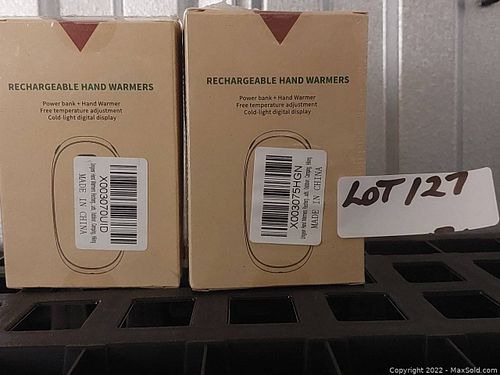 RECHARGEABLE HAND WARMERS
Power bank + Hand Warmer
Free temperature adjustment
Cold-light digital display
X003070UID
MADE IN CHINA
RECHARGEABLE HAND WARMERS
Power bank + Hand Warmer
Free temperature adjustment
Cold-light digital display
X003075HGN
MADE IN CHINA
LOT 127
Copyright 2022 - MaxSold.com